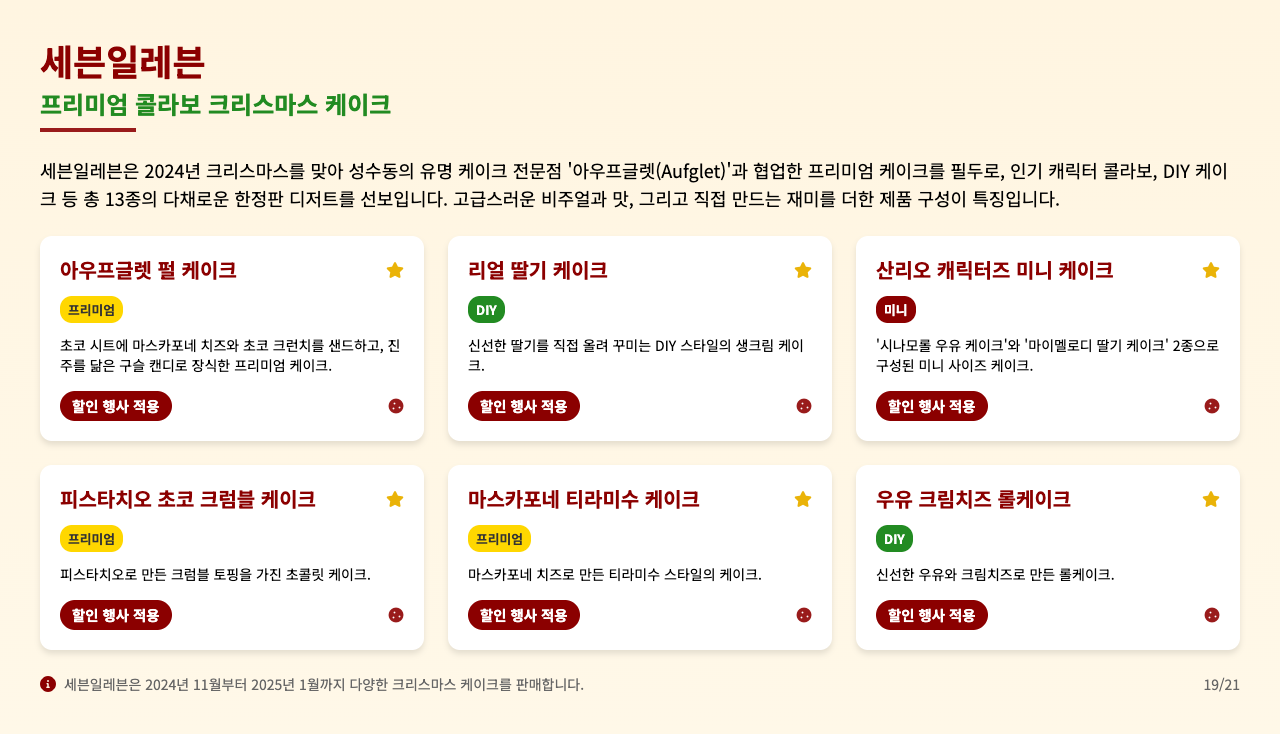 세븐일레븐
프리미엄 콜라보 크리스마스 케이크
세븐일레븐은 2024년 크리스마스를 맞아 성수동의 유명 케이크 전문점 '아우프글렛(Aufglet)'과 협업한 프리미엄 케이크를 필두로, 인기 캐릭터 콜라보, DIY 케이
크 등 총 13종의 다채로운 한정판 디저트를 선보입니다. 고급스러운 비주얼과 맛, 그리고 직접 만드는 재미를 더한 제품 구성이 특징입니다.
아우프글렛 펄 케이크
프리미엄
초코 시트에 마스카포네 치즈와 초코 크런치를 샌드하고, 진
주를 닮은 구슬 캔디로 장식한 프리미엄 케이크.
할인 행사 적용
리얼 딸기 케이크
DIY
신선한 딸기를 직접 올려 꾸미는 DIY 스타일의 생크림 케이
크.
할인 행사 적용
산리오 캐릭터즈 미니 케이크
미니
'시나모롤 우유 케이크'와 '마이멜로디 딸기 케이크' 2종으로
구성된 미니 사이즈 케이크.
할인 행사 적용
피스타치오 초코 크럼블 케이크
프리미엄
피스타치오로 만든 크럼블 토핑을 가진 초콜릿 케이크.
할인 행사 적용
마스카포네 티라미수 케이크
프리미엄
마스카포네 치즈로 만든 티라미수 스타일의 케이크.
할인 행사 적용
우유 크림치즈 롤케이크
DIY
신선한 우유와 크림치즈로 만든 롤케이크.
할인 행사 적용
세븐일레븐은 2024년 11월부터 2025년 1월까지 다양한 크리스마스 케이크를 판매합니다.
19/21